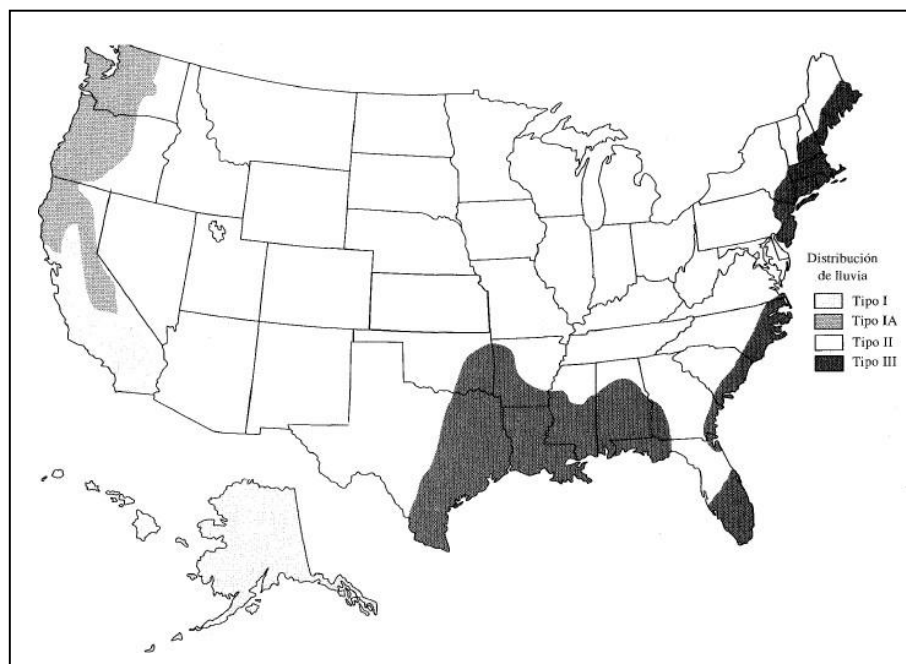 Distribución
de lluvia
Tipo I
Tipo IA
Tipo II
Tipo III